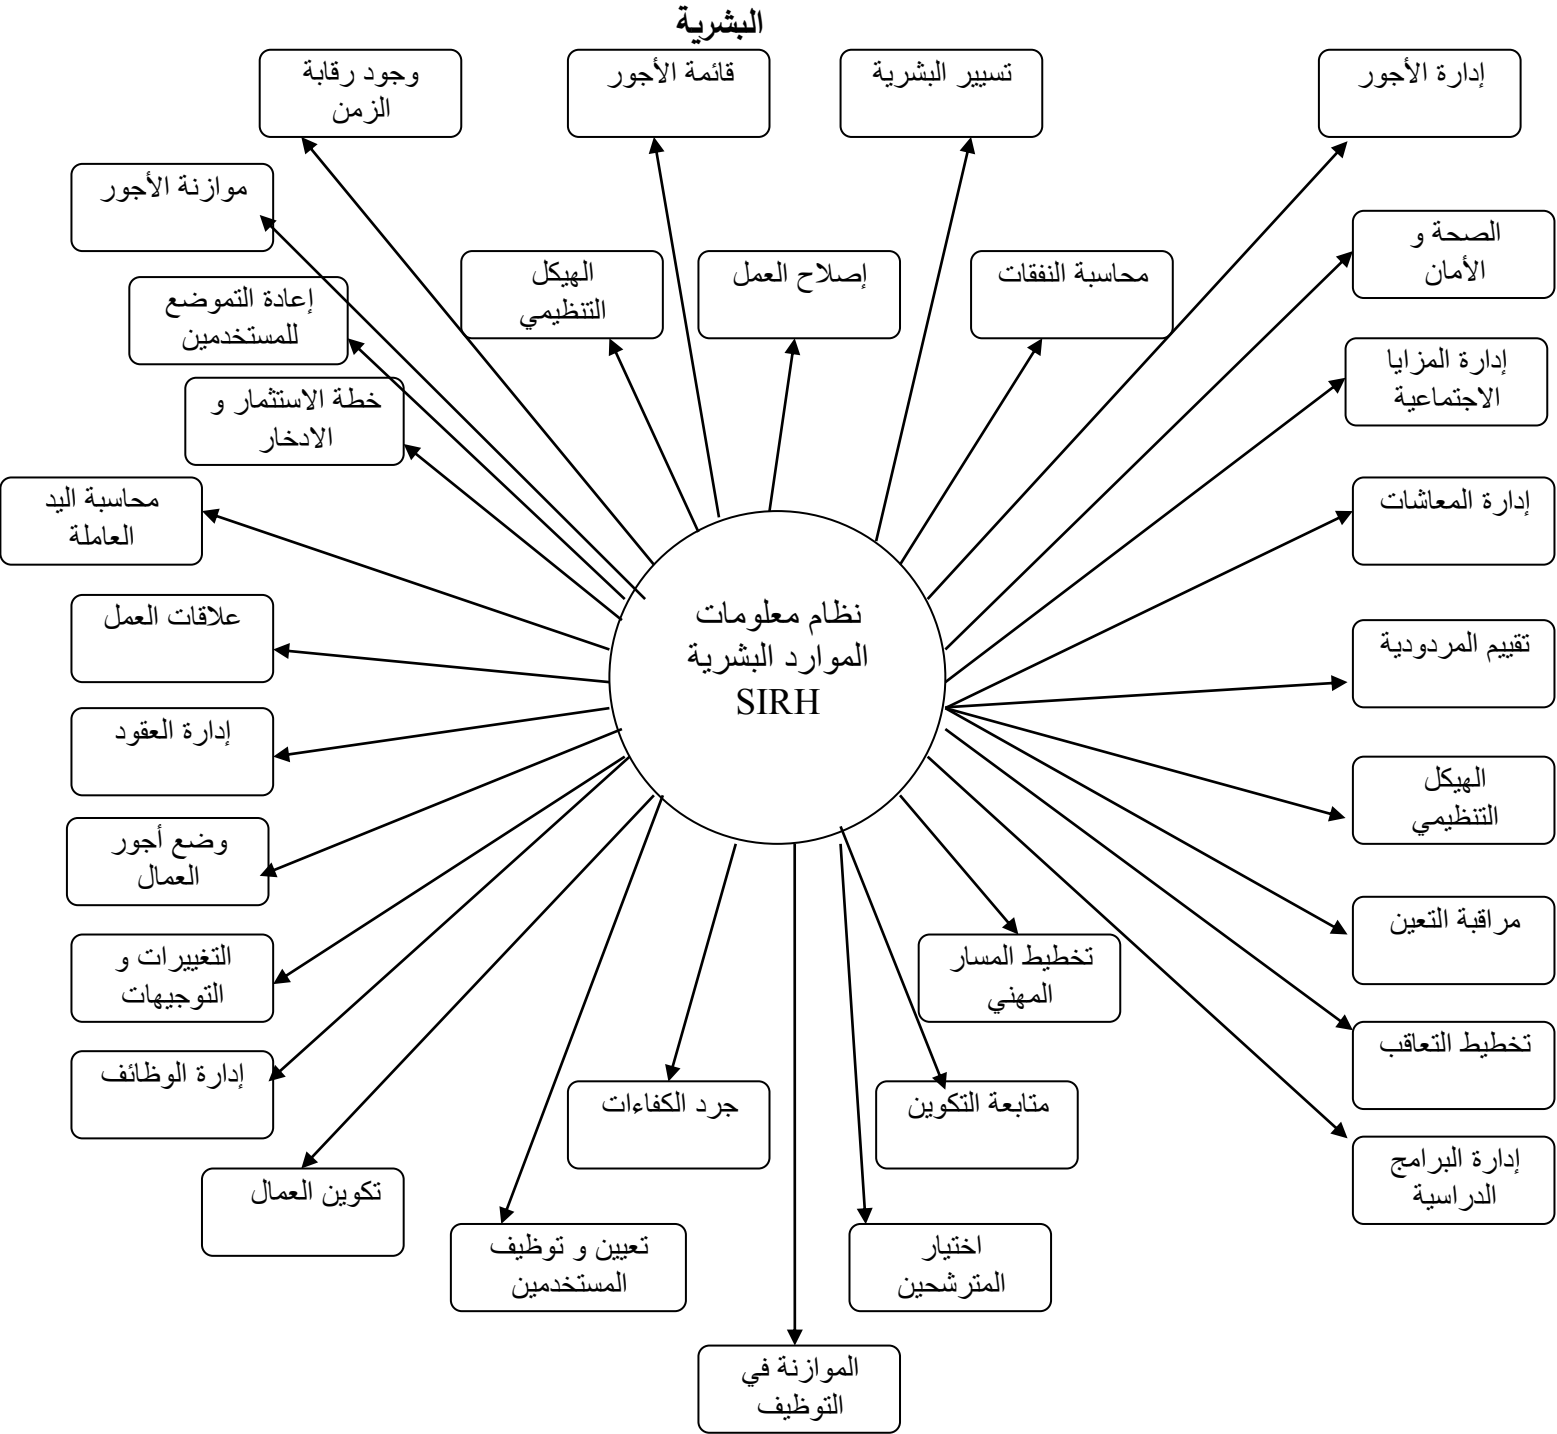 البشرية
إدارة الأجور
تسيير البشرية
قائمة الأجور
وجود رقابة
الزمن
موازنة الأجور
الصحة و
الأمان
محاسبة النفقات
إصلاح العمل
الهيكل
التنظيمي
إعادة التموضع
للمستخدمين
إدارة المزايا
الاجتماعية
خطة الاستثمار و
الادخار
إدارة المعاشات
محاسبة اليد
العاملة
نظام معلومات
الموارد البشرية
SIRH
علاقات العمل
تقييم المردودية
إدارة العقود
الهيكل
التنظيمي
وضع أجور
العمال
مراقبة التعين
تخطيط المسار
المهني
التغييرات و
التوجيهات
تخطيط التعاقب
إدارة الوظائف
متابعة التكوين
جرد الكفاءات
إدارة البرامج
الدراسية
تكوين العمال
اختيار
المترشحين
تعيين و توظيف
المستخدمين
الموازنة في
التوظيف